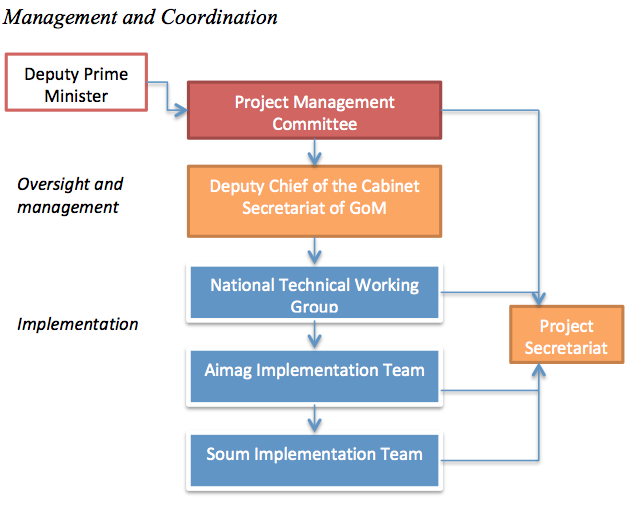 Management and Coordination
Deputy Prime
Minister
Project Management
Committee
Oversight and
management
Deputy Chief of the Cabinet
Secretariat of GoM
National Technical Working
Group
Implementation
Project
Secretariat
Aimag Implementation Team
Soum Implementation Team